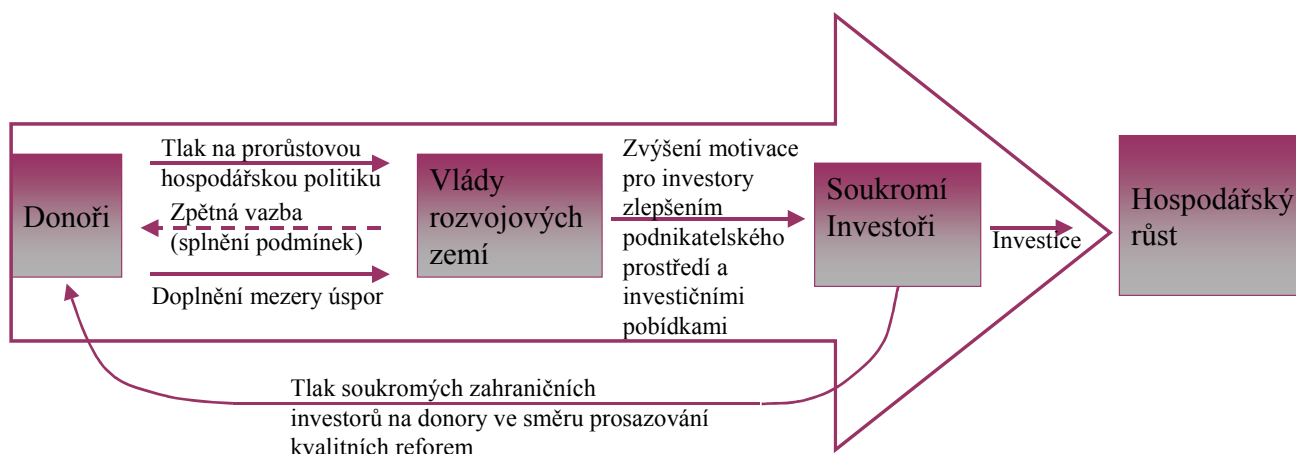 Donoři
Tlak na prorůstovou
hospodářskou politiku
Zpětná vazba
(splnění podmínek)
Doplnění mezery úspor
Vlády
rozvojových
zemí
Zvýšení motivace
pro investory
zlepšením
podnikatelského
prostředí a
investičními
pobídkami
Soukromí
Investoři
Investice
Hospodářský
růst
Tlak soukromých zahraničních
investorů na donory ve směru prosazování
kvalitních reforem